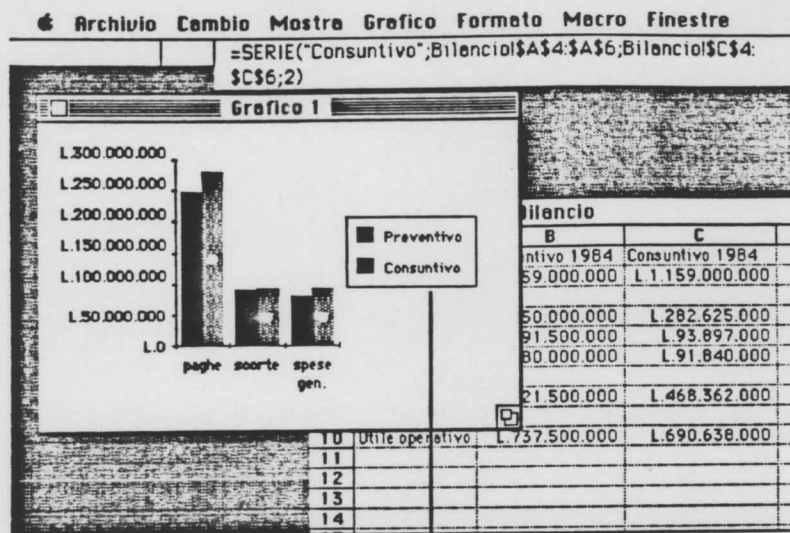 Archivio Cambio Mostra Grafico Formato Macro Finestre
=SERIE("Consuntivo";Bilancio!$A$4:$A$6;Bilancio!$C$4:
$C$6;2)
Grafico 1
L.300.000.000
L.250.000.000
L.200.000.000
L.150.000.000
L.100.000.000
L.50.000.000
L.0
paghe scorte spese
gen.
Preventivo
Consuntivo
ilancio
B C
ntivo 1984 Consuntivo 1984
59.000.000 L.1.159.000.000
50.000.000 L.282.625.000
91.500.000 L.93.897.000
80.000.000 L.91.840.000
21.500.000 L.468.362.000
10 Utile operativo L.737.500.000 L.690.638.000
11
12
13
14